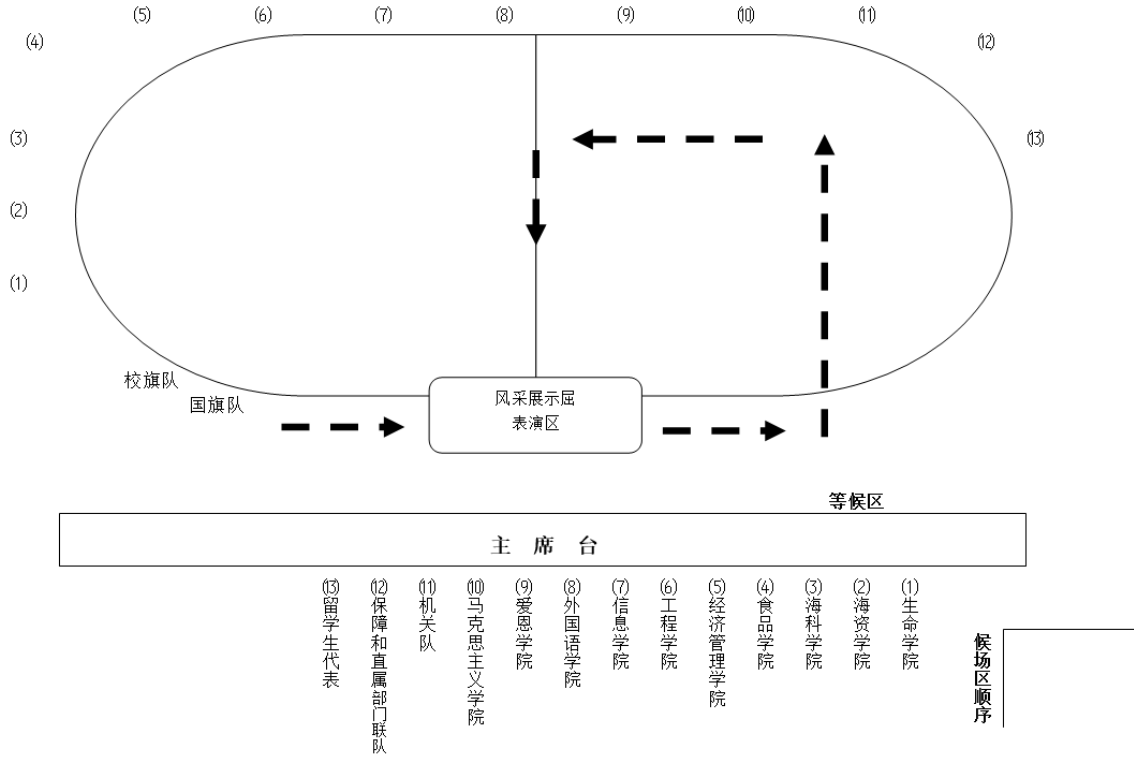 ⑸ ⑹ ⑺ ⑻ ⑼ ⑽ ⑾
⑷
⑿
⑶
⒀
⑵
⑴
校旗队
国旗队
风采展示屈
表演区
等候区
主 席 台
⒀留学生代表
⑿保障和直属部门联队
⑾机关队
⑽马克思主义学院
⑼爱恩学院
⑻外国语学院
⑺信息学院
⑹工程学院
⑸经济管理学院
⑷食品学院
⑶海科学院
⑵海资学院
⑴生命学院
候场区顺序